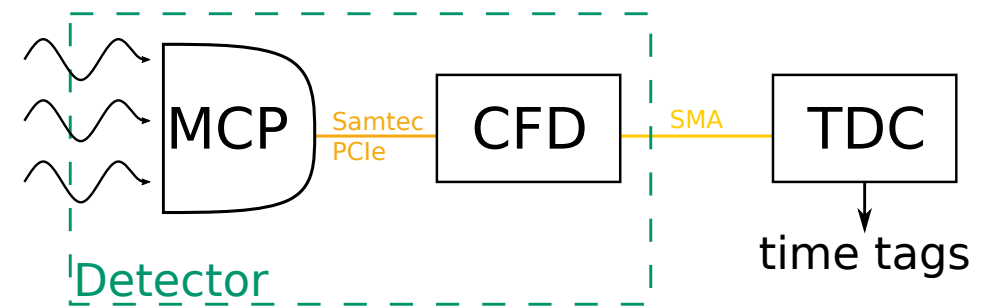 MCP
Samtec
PCIe
CFD
SMA
TDC
time tags
Detector